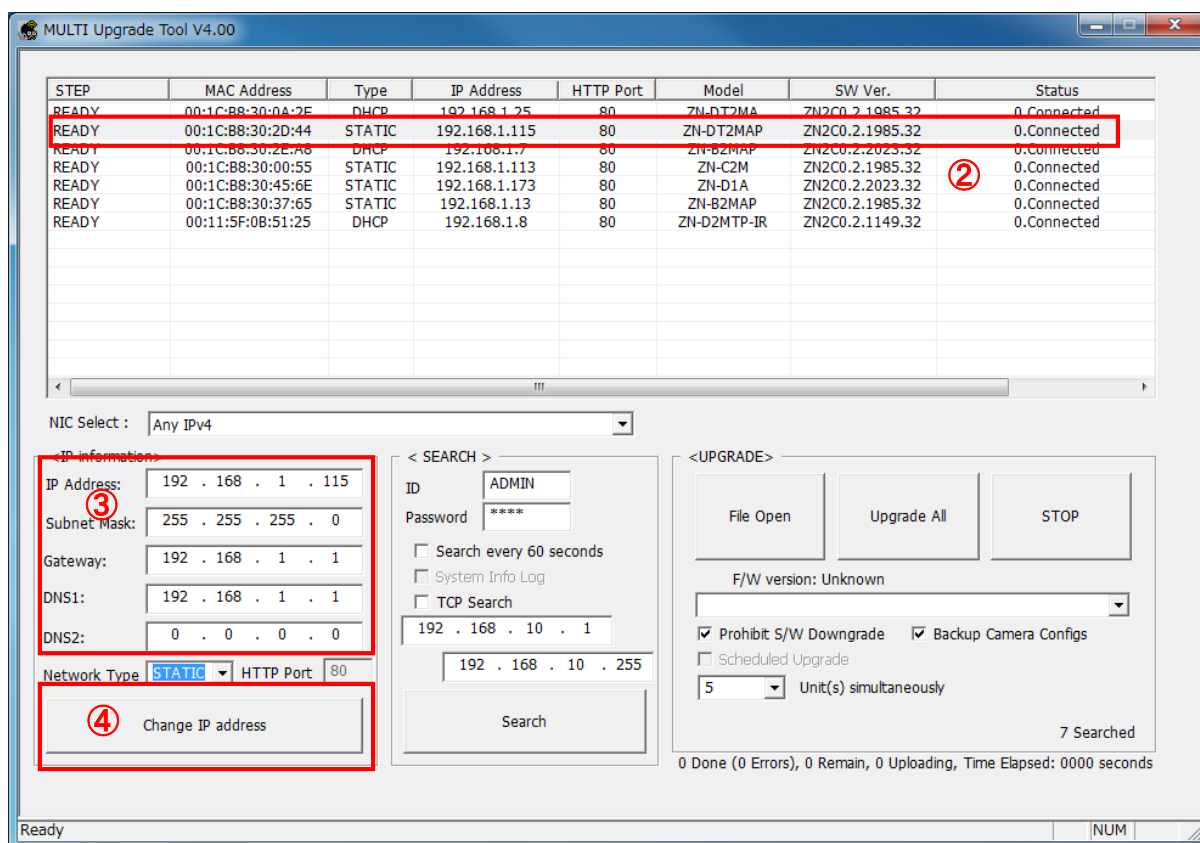 MULTI Upgrade Tool V4.00
STEP MAC Address Type IP Address HTTP Port Model SW Ver. Status
READY 00:1C:B8:30:0A:2E DHCP 192.168.1.25 80 ZN-DT2MA ZN2C0.2.1985.32 0.Connected
READY 00:1C:B8:30:2D:44 STATIC 192.168.1.115 80 ZN-DT2MAP ZN2C0.2.1985.32 0.Connected
READY 00:1C:B8:30:2E:A8 DHCP 192.168.1.7 80 ZN-B2MAP ZN2C0.2.2023.32 0.Connected
READY 00:1C:B8:30:00:55 STATIC 192.168.1.113 80 ZN-C2M ZN2C0.2.1985.32 0.Connected
②
READY 00:1C:B8:30:45:6E STATIC 192.168.1.173 80 ZN-D1A ZN2C0.2.2023.32 0.Connected
READY 00:1C:B8:30:37:65 STATIC 192.168.1.13 80 ZN-B2MAP ZN2C0.2.1985.32 0.Connected
READY 00:11:5F:0B:51:25 DHCP 192.168.1.8 80 ZN-D2MTP-IR ZN2C0.2.1149.32 0.Connected
NIC Select : Any IPv4
<IP information>
IP Address: 192 . 168 . 1 . 115
③
Subnet Mask: 255 . 255 . 255 . 0
Gateway: 192 . 168 . 1 . 1
DNS1: 192 . 168 . 1 . 1
DNS2: 0 . 0 . 0 . 0
Network Type STATIC HTTP Port 80
④ Change IP address
< SEARCH >
ID ADMIN
Password ****
Search every 60 seconds
System Info Log
TCP Search
192 . 168 . 10 . 1
192 . 168 . 10 . 255
Search
<UPGRADE>
File Open Upgrade All STOP
F/W version: Unknown
Prohibit S/W Downgrade Backup Camera Configs
Scheduled Upgrade
5 Unit(s) simultaneously
7 Searched
0 Done (0 Errors), 0 Remain, 0 Uploading, Time Elapsed: 0000 seconds
Ready NUM